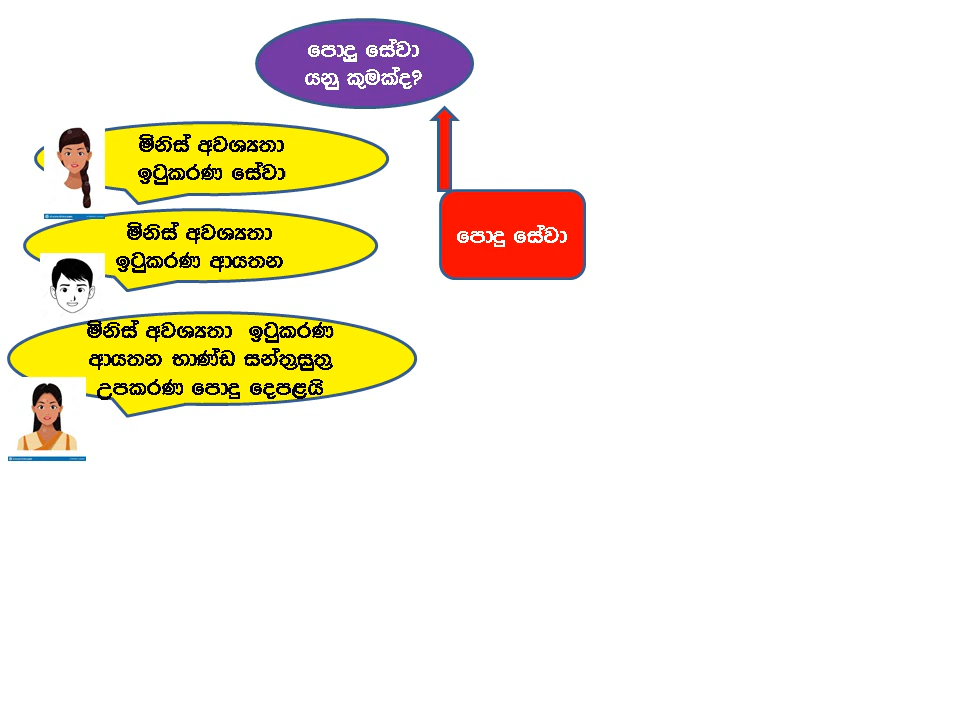 පොදු සේවා
යනු කුමක්ද?
මිනිස් අවශ්‍යතා
ඉටුකරණ සේවා
මිනිස් අවශ්‍යතා
ඉටුකරණ ආයතන
පොදු සේවා
මිනිස් අවශ්‍යතා ඉටුකරණ
ආයතන භාණ්ඩ සන්ත්‍රසුත්‍ර
උපකරණ පොදු දෙපළයි